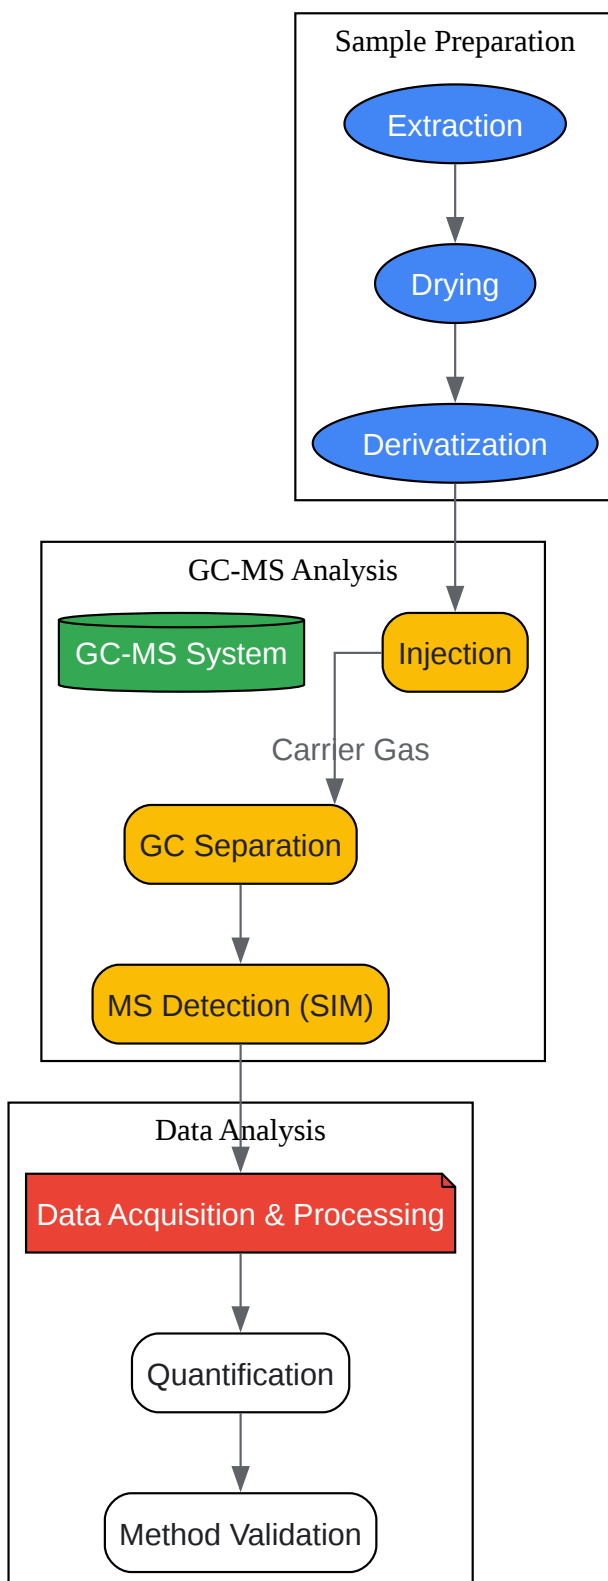 Sample Preparation
Extraction
Drying
Derivatization
GC-MS Analysis
GC-MS System
Injection
Carrier Gas
GC Separation
MS Detection (SIM)
Data Analysis
Data Acquisition & Processing
Quantification
Method Validation